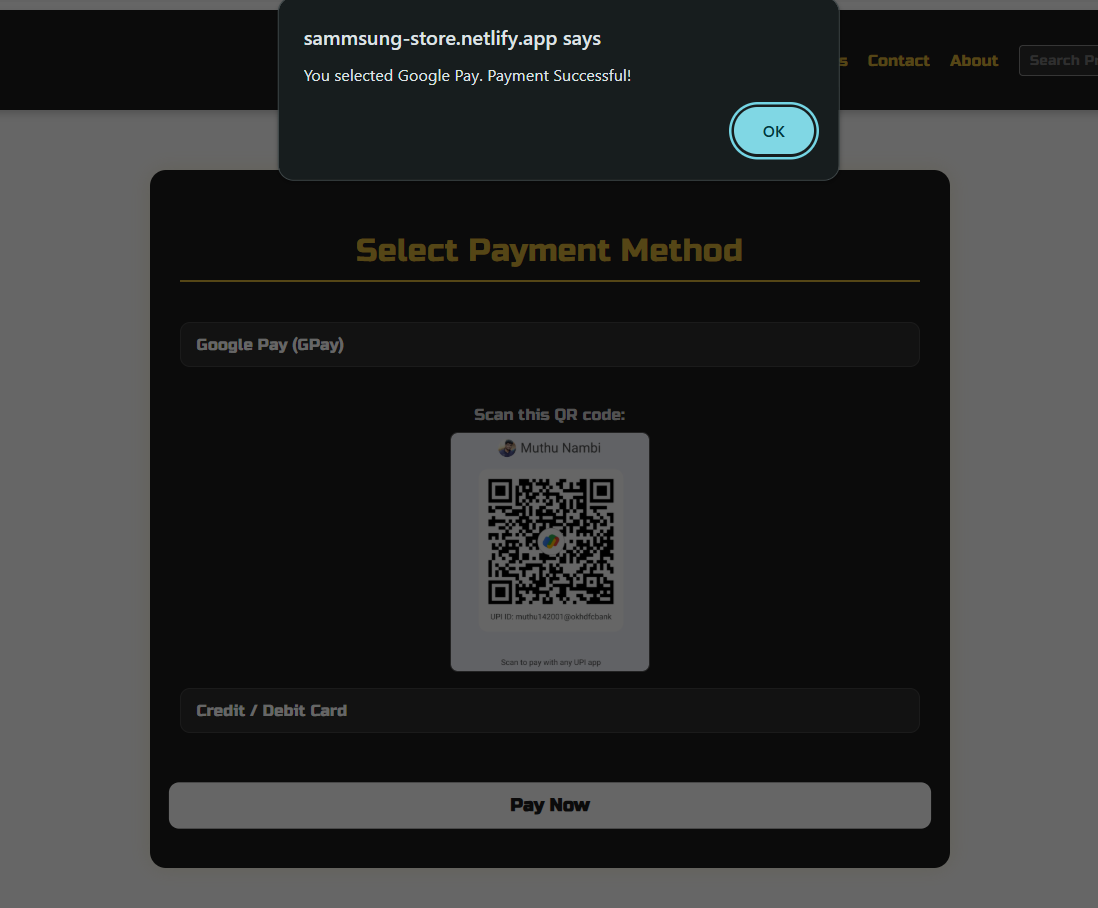 sammsung-store.netlify.app says
You selected Google Pay. Payment Successful!
OK
s Contact About Search Pr
Select Payment Method
Google Pay (GPay)
Scan this QR code:
Muthu Nambi
UPI ID: muthu142001@okhdfcbank
Scan to pay with any UPI app
Credit / Debit Card
Pay Now